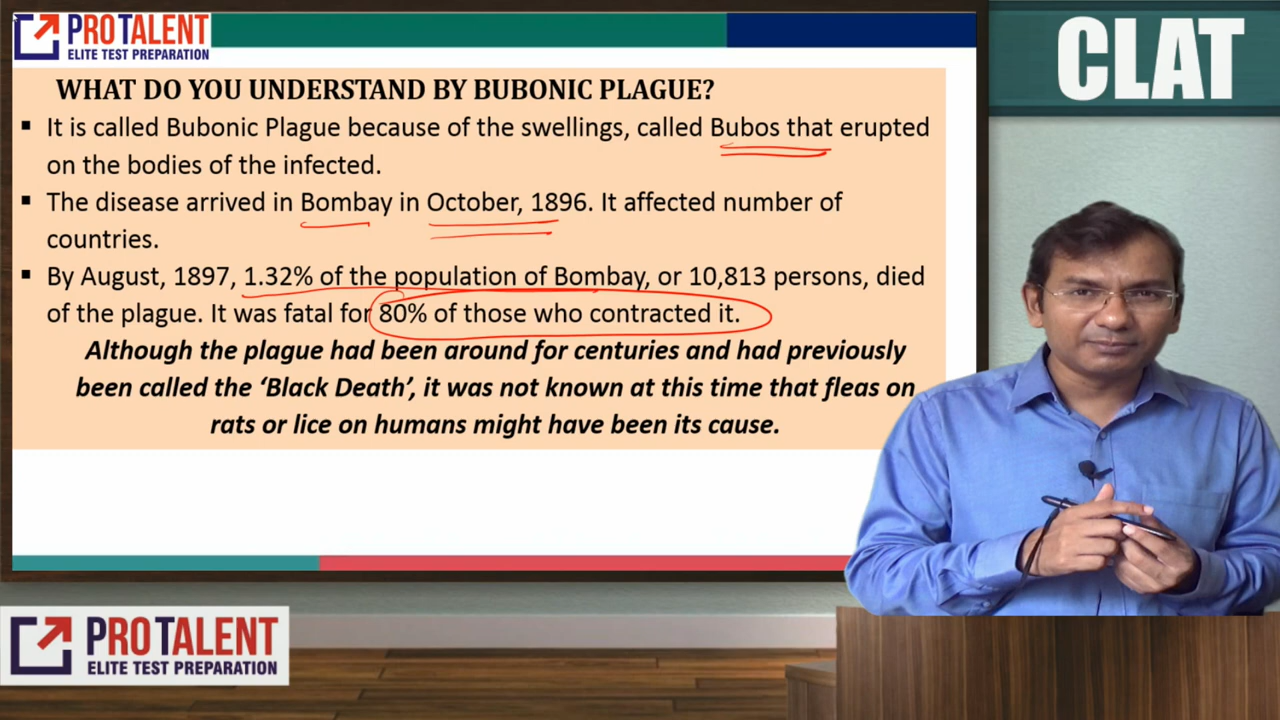 PROTALENT
ELITE TEST PREPARATION
CLAT
WHAT DO YOU UNDERSTAND BY BUBONIC PLAGUE?
▪ It is called Bubonic Plague because of the swellings, called Bubos that erupted
on the bodies of the infected.
▪ The disease arrived in Bombay in October, 1896. It affected number of
countries.
▪ By August, 1897, 1.32% of the population of Bombay, or 10,813 persons, died
of the plague. It was fatal for 80% of those who contracted it.
Although the plague had been around for centuries and had previously
been called the ‘Black Death’, it was not known at this time that fleas on
rats or lice on humans might have been its cause.
PROTALENT
ELITE TEST PREPARATION